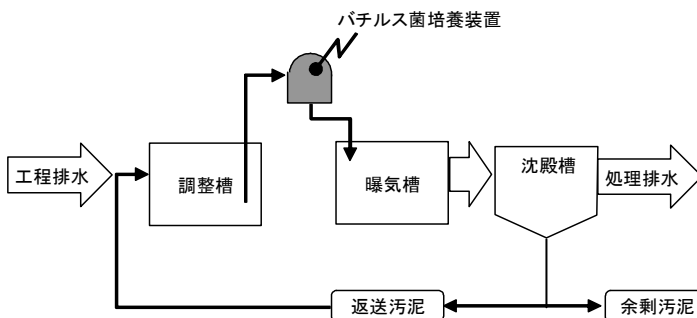 バチルス菌培養装置
工程排水
調整槽
曝気槽
沈殿槽
処理排水
返送汚泥
余剰汚泥